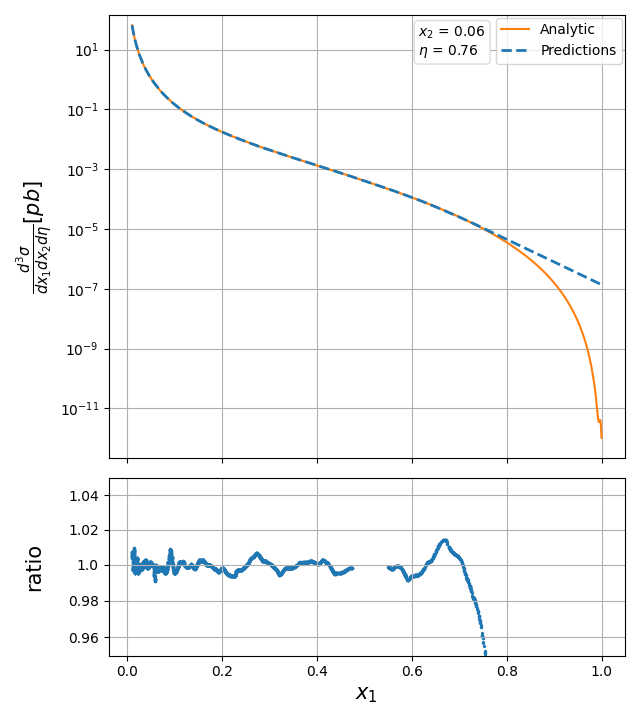 x₂ = 0.06
η = 0.76
Analytic
Predictions
10¹
10⁻¹
10⁻³
10⁻⁵
10⁻⁷
10⁻⁹
10⁻¹¹
d³σ/dx₁dx₂dη [pb]
1.04
1.02
1.0
0.98
0.96
ratio
0.0 0.2 0.4 0.6 0.8 1.0
x₁